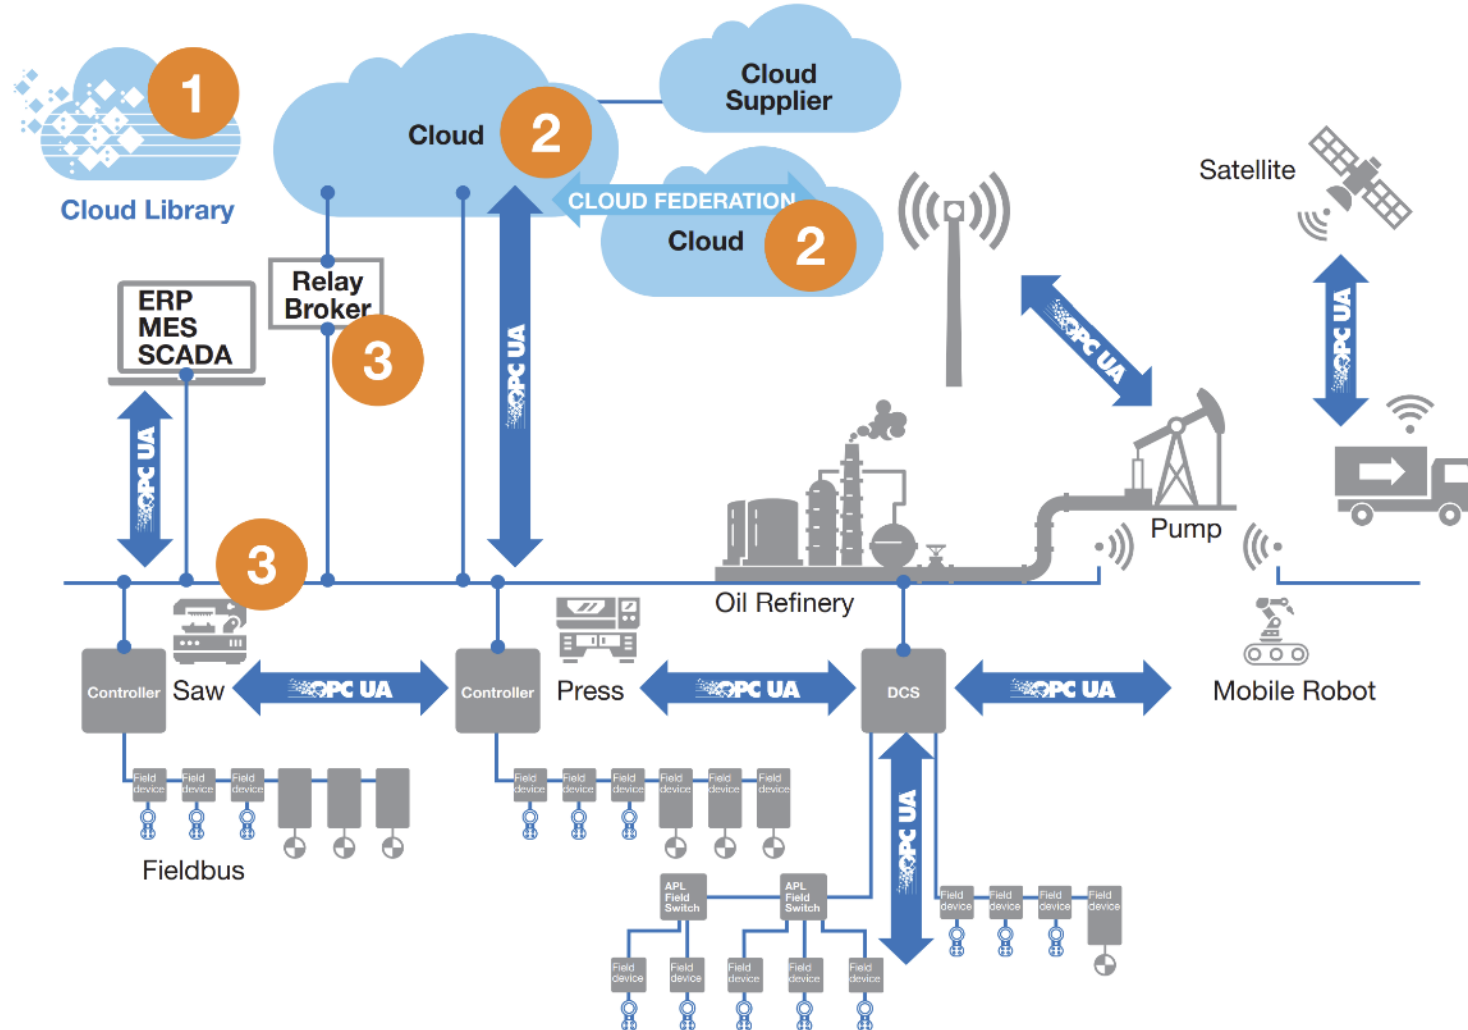 1
Cloud Library
Cloud
2
Cloud
Supplier
CLOUD FEDERATION
Cloud
2
Satellite
Relay
Broker
3
ERP
MES
SCADA
OPC UA
OPC UA
OPC UA
OPC UA
3
Pump
Oil Refinery
Controller
Saw
OPC UA
Controller
Press
OPC UA
DCS
OPC UA
Mobile Robot
Field
device
Field
device
Field
device
Fieldbus
Field
device
Field
device
Field
device
Field
device
Field
device
Field
device
OPC UA
APL
Field
Switch
APL
Field
Switch
Field
device
Field
device
Field
device
Field
device
Field
device
Field
device
Field
device
Field
device
Field
device